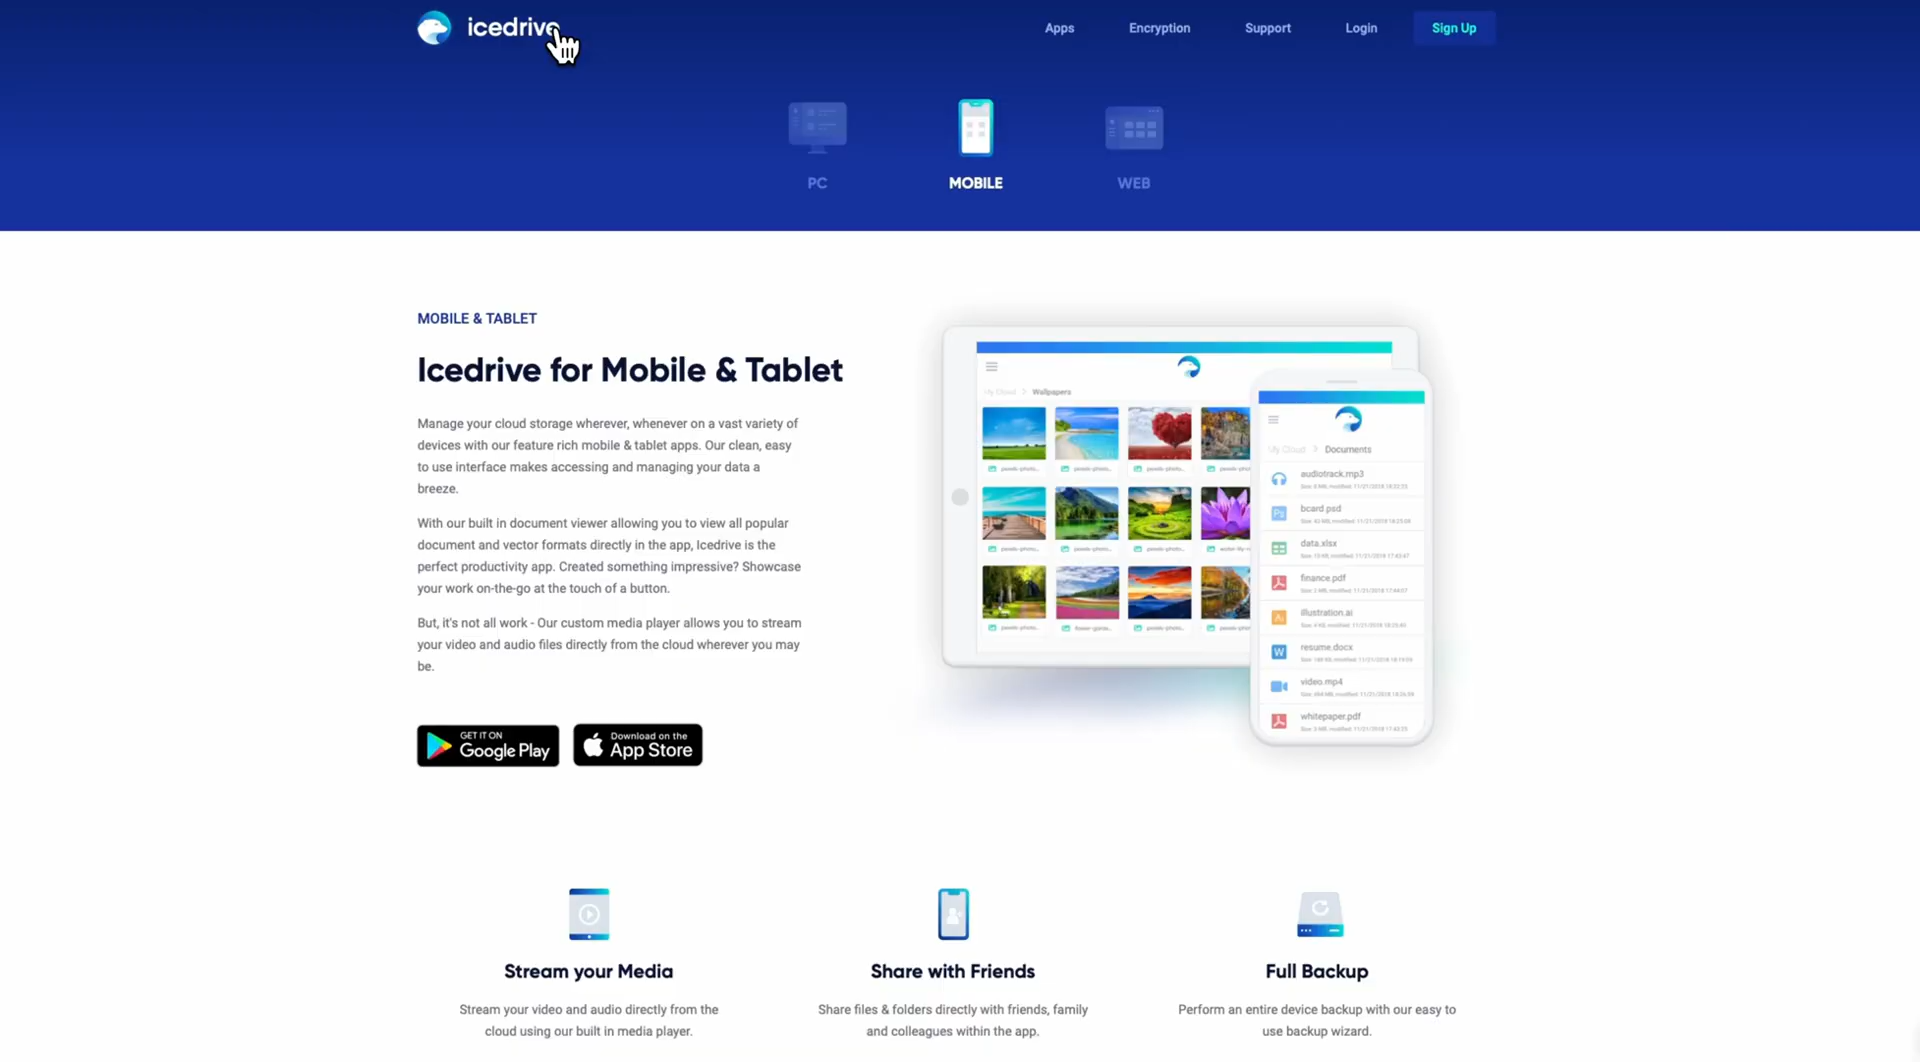 icedrive
Apps
Encryption
Support
Login
Sign Up
PC
MOBILE
WEB
MOBILE & TABLET
Icedrive for Mobile & Tablet
Manage your cloud storage wherever, whenever on a vast variety of
devices with our feature rich mobile & tablet apps. Our clean, easy
to use interface makes accessing and managing your data a
breeze.
With our built in document viewer allowing you to view all popular
document and vector formats directly in the app, Icedrive is the
perfect productivity app. Created something impressive? Showcase
your work on-the-go at the touch of a button.
But, it's not all work - Our custom media player allows you to stream
your video and audio files directly from the cloud wherever you may
be.
GET IT ON
Google Play
Download on the
App Store
My Cloud > Wallpapers
My Cloud > Documents
audiotrack.mp3
bcard.psd
data.xlsx
finance.pdf
illustration.ai
resume.docx
video.mp4
whitepaper.pdf
Stream your Media
Stream your video and audio directly from the
cloud using our built in media player.
Share with Friends
Share files & folders directly with friends, family
and colleagues within the app.
Full Backup
Perform an entire device backup with our easy to
use backup wizard.